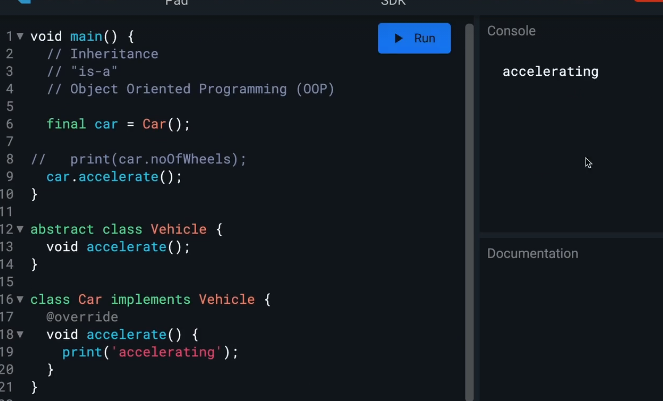 Pad SDK
Run
Console
1 void main() {
2 // Inheritance
3 // "is-a"
4 // Object Oriented Programming (OOP)
5
6 final car = Car();
7
8 // print(car.noOfWheels);
9 car.accelerate();
10 }
11
12 abstract class Vehicle {
13 void accelerate();
14 }
15
16 class Car implements Vehicle {
17 @override
18 void accelerate() {
19 print('accelerating');
20 }
21 }
accelerating
Documentation